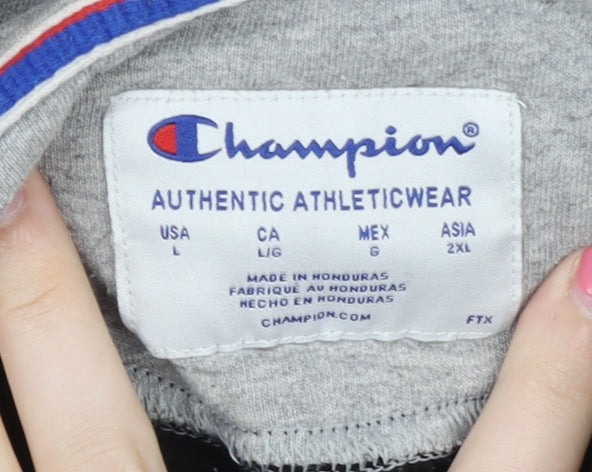 Champion®
AUTHENTIC ATHLETICWEAR
USA CA MEX ASIA
L L/G G 2XL
MADE IN HONDURAS
FABRIQUÉ AU HONDURAS
HECHO EN HONDURAS
CHAMPION.COM FTX